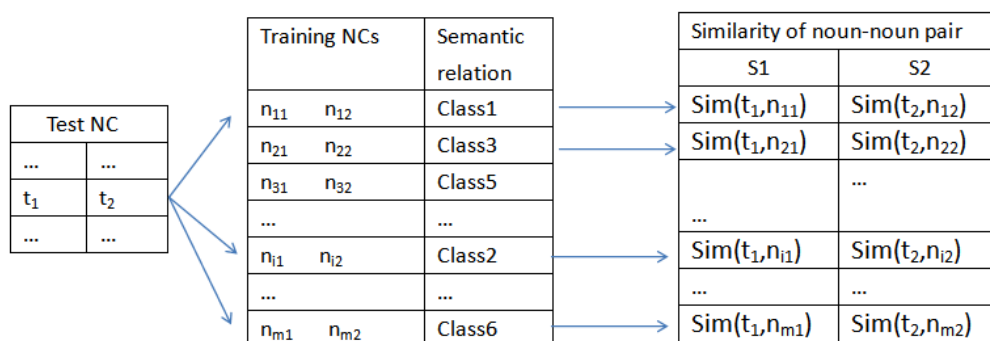 Test NC
… …
t₁ t₂
… …
Training NCs Semantic
relation
n₁₁ n₁₂ Class1
n₂₁ n₂₂ Class3
n₃₁ n₃₂ Class5
… …
nᵢ₁ nᵢ₂ Class2
… …
nₘ₁ nₘ₂ Class6
Similarity of noun-noun pair
S1 S2
Sim(t₁,n₁₁) Sim(t₂,n₁₂)
Sim(t₁,n₂₁) Sim(t₂,n₂₂)
… …
Sim(t₁,nᵢ₁) Sim(t₂,nᵢ₂)
… …
Sim(t₁,nₘ₁) Sim(t₂,nₘ₂)